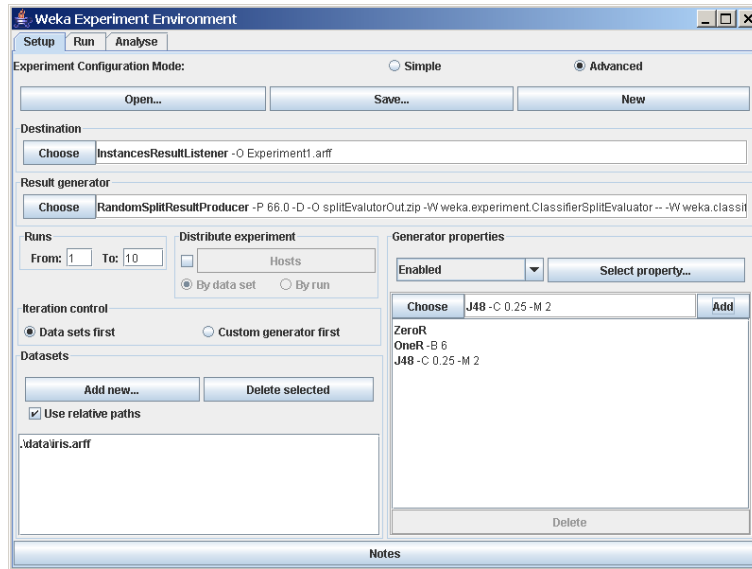 Weka Experiment Environment
Setup Run Analyse
Experiment Configuration Mode: Simple Advanced
Open... Save... New
Destination
Choose InstancesResultListener -O Experiment1.arff
Result generator
Choose RandomSplitResultProducer -P 66.0 -D -O splitEvalutorOut.zip -W weka.experiment.ClassifierSplitEvaluator -- -W weka.classif
Runs
From: 1 To: 10
Distribute experiment
Hosts
By data set By run
Generator properties
Enabled Select property...
Choose J48 -C 0.25 -M 2 Add
ZeroR
OneR -B 6
J48 -C 0.25 -M 2
Delete
Iteration control
Data sets first Custom generator first
Datasets
Add new... Delete selected
Use relative paths
.\data\iris.arff
Notes